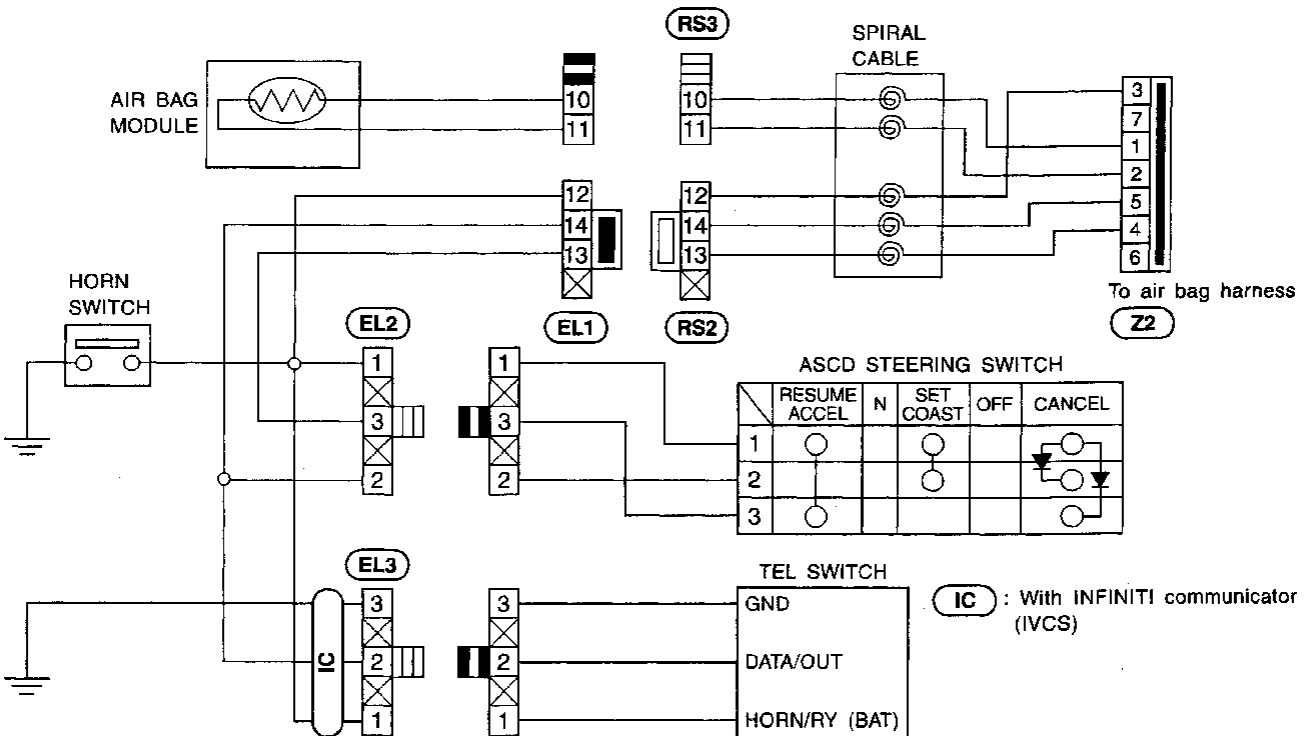 RS3
SPIRAL
CABLE
AIR BAG
MODULE
10
11
10
11
3
7
1
2
5
4
6
12
14
13
12
14
13
To air bag harness
Z2
HORN
SWITCH
EL2
EL1
RS2
1
3
2
1
3
2
ASCD STEERING SWITCH
RESUME
ACCEL
N
SET
COAST
OFF
CANCEL
1
2
3
EL3
TEL SWITCH
IC
3
2
1
3
2
1
GND
DATA/OUT
HORN/RY (BAT)
IC : With INFINITI communicator
(IVCS)